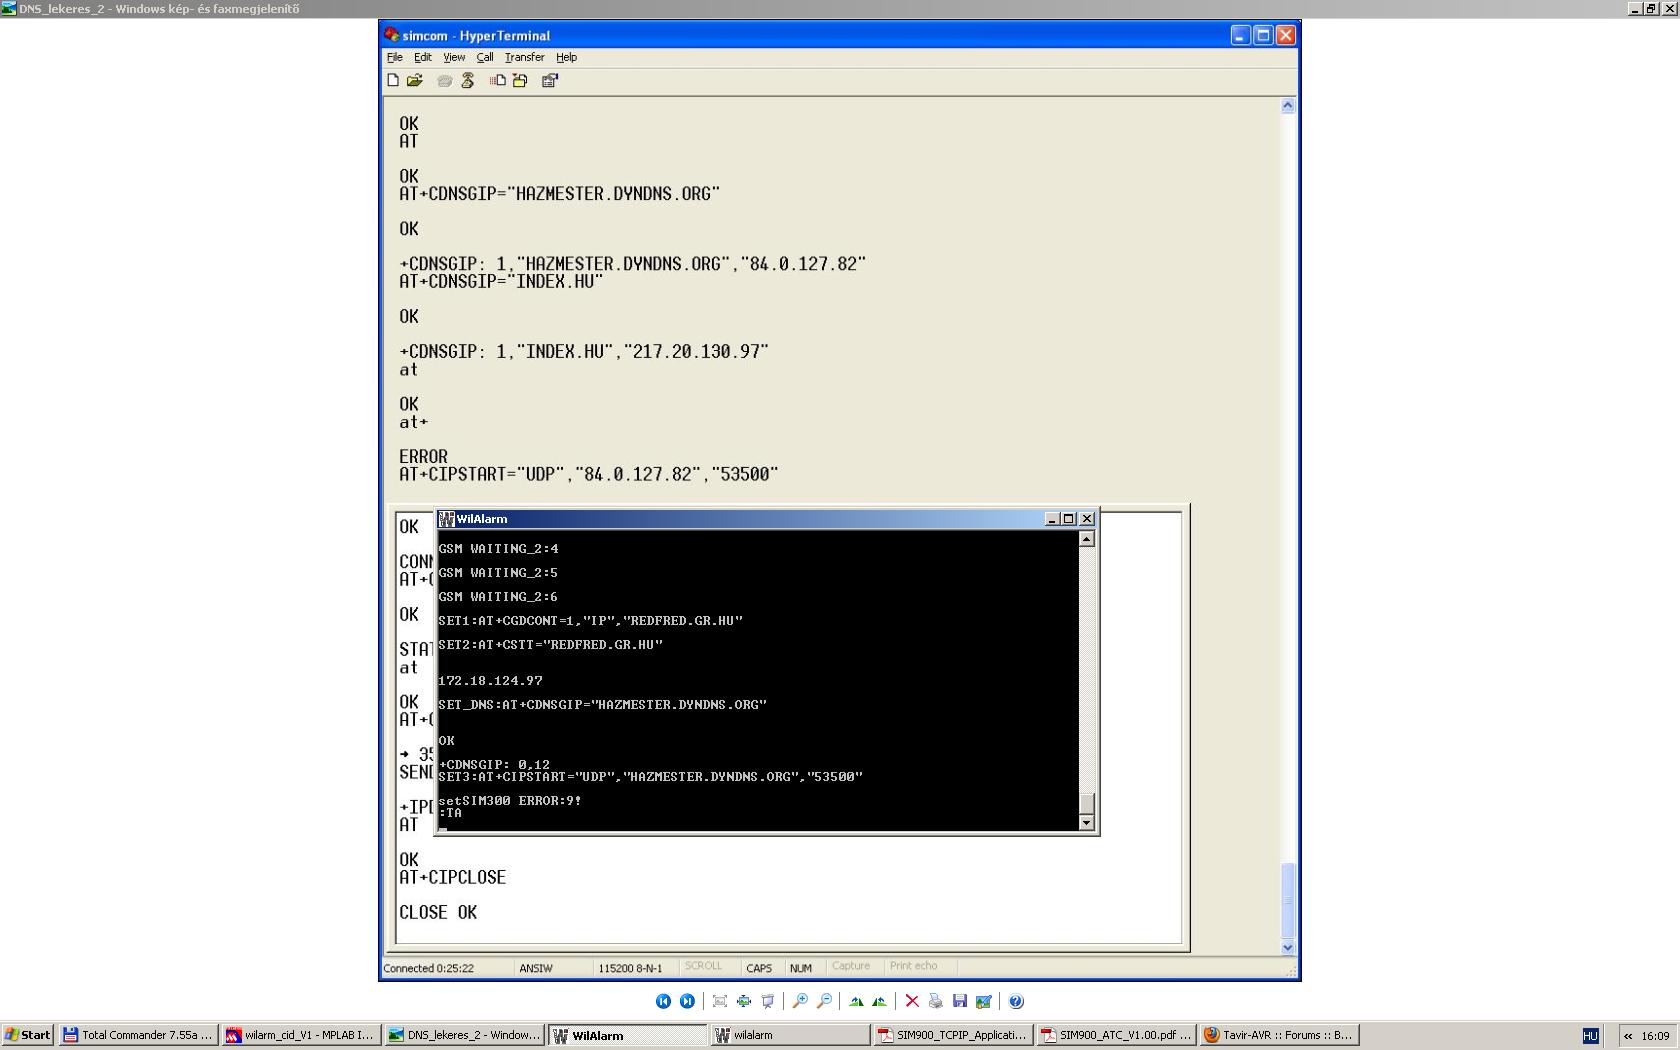 DNS_lekeres_2 - Windows kép- és faxmegjelenítő
simcom - HyperTerminal
File Edit View Call Transfer Help
OK
AT
OK
AT+CDNSGIP="HAZMESTER.DYNDNS.ORG"
OK
+CDNSGIP: 1,"HAZMESTER.DYNDNS.ORG","84.0.127.82"
AT+CDNSGIP="INDEX.HU"
OK
+CDNSGIP: 1,"INDEX.HU","217.20.130.97"
at
OK
at+
ERROR
AT+CIPSTART="UDP","84.0.127.82","53500"
OK
CONN
AT+C
OK
STAT
at
OK
AT+C
→ 35
SEND
+IPD
AT
OK
AT+CIPCLOSE
CLOSE OK
WilAlarm
GSM WAITING_2:4
GSM WAITING_2:5
GSM WAITING_2:6
SET1:AT+CGDCONT=1,"IP","REDFRED.GR.HU"
SET2:AT+CSTT="REDFRED.GR.HU"
172.18.124.97
SET_DNS:AT+CDNSGIP="HAZMESTER.DYNDNS.ORG"
OK
+CDNSGIP: 0,12
SET3:AT+CIPSTART="UDP","HAZMESTER.DYNDNS.ORG","53500"
setSIM300 ERROR:9!
:TA
Connected 0:25:22 ANSIW 115200 8-N-1 SCROLL CAPS NUM Capture Print echo
Start Total Commander 7.55a ... wilarm_cid_V1 - MPLAB I... DNS_lekeres_2 - Window... WilAlarm wilalarm SIM900_TCPIP_Applicati... SIM900_ATC_V1.00.pdf ... Tavir-AVR :: Forums :: B... HU « 16:09